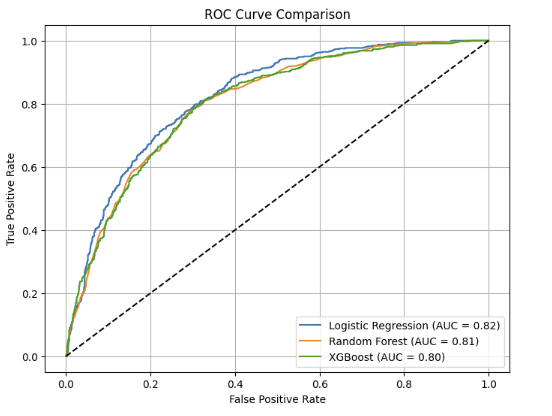 ROC Curve Comparison
True Positive Rate
1.0
0.8
0.6
0.4
0.2
0.0
Logistic Regression (AUC = 0.82)
Random Forest (AUC = 0.81)
XGBoost (AUC = 0.80)
0.0 0.2 0.4 0.6 0.8 1.0
False Positive Rate